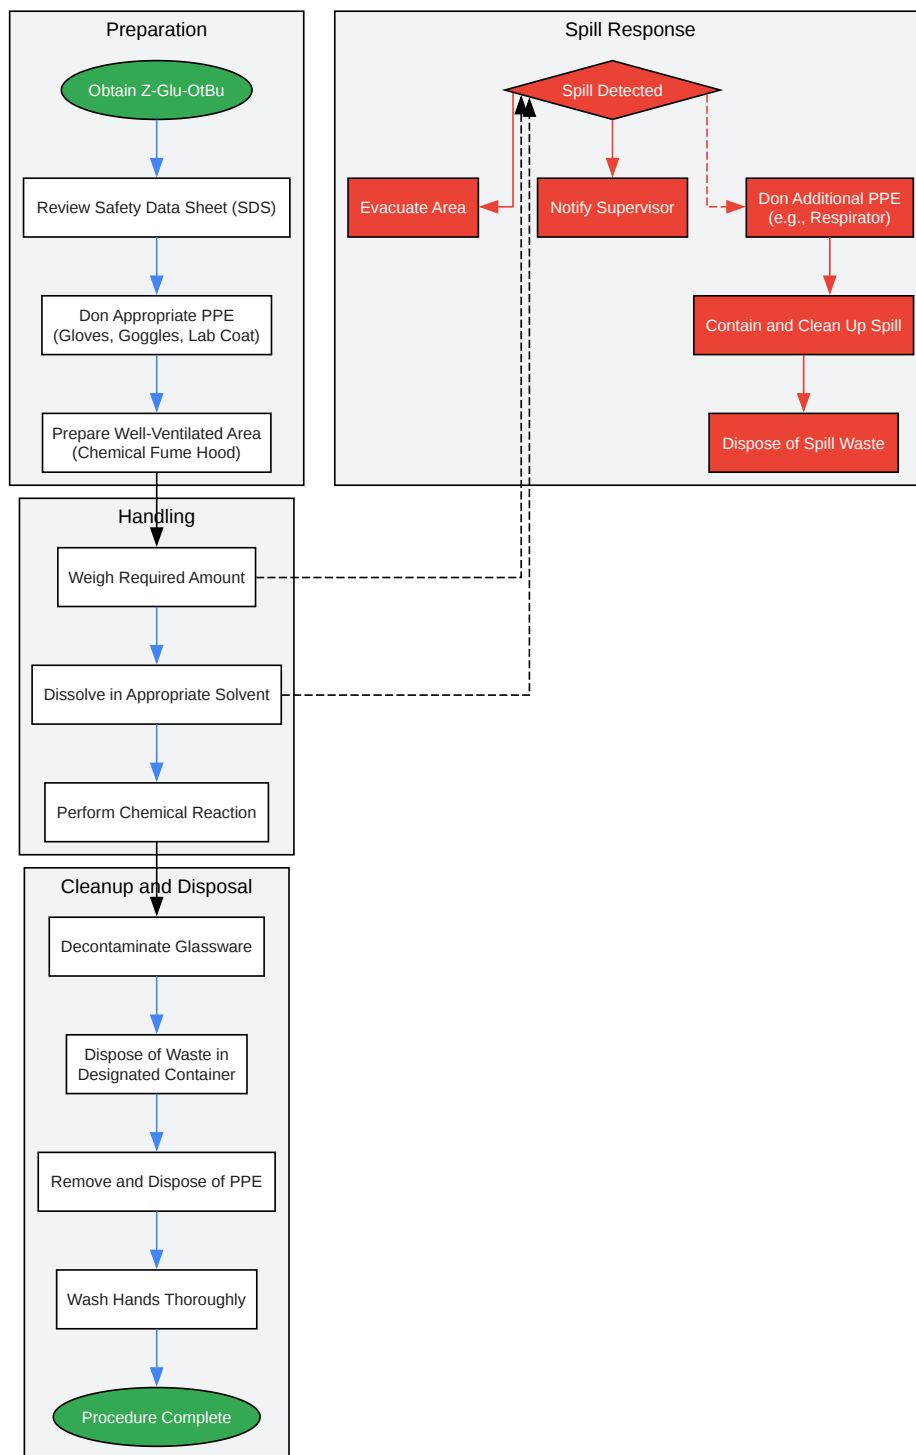 Preparation
Obtain Z-Glu-OtBu
Review Safety Data Sheet (SDS)
Don Appropriate PPE
(Gloves, Goggles, Lab Coat)
Prepare Well-Ventilated Area
(Chemical Fume Hood)
Spill Response
Spill Detected
Evacuate Area
Notify Supervisor
Don Additional PPE
(e.g., Respirator)
Contain and Clean Up Spill
Dispose of Spill Waste
Handling
Weigh Required Amount
Dissolve in Appropriate Solvent
Perform Chemical Reaction
Cleanup and Disposal
Decontaminate Glassware
Dispose of Waste in
Designated Container
Remove and Dispose of PPE
Wash Hands Thoroughly
Procedure Complete